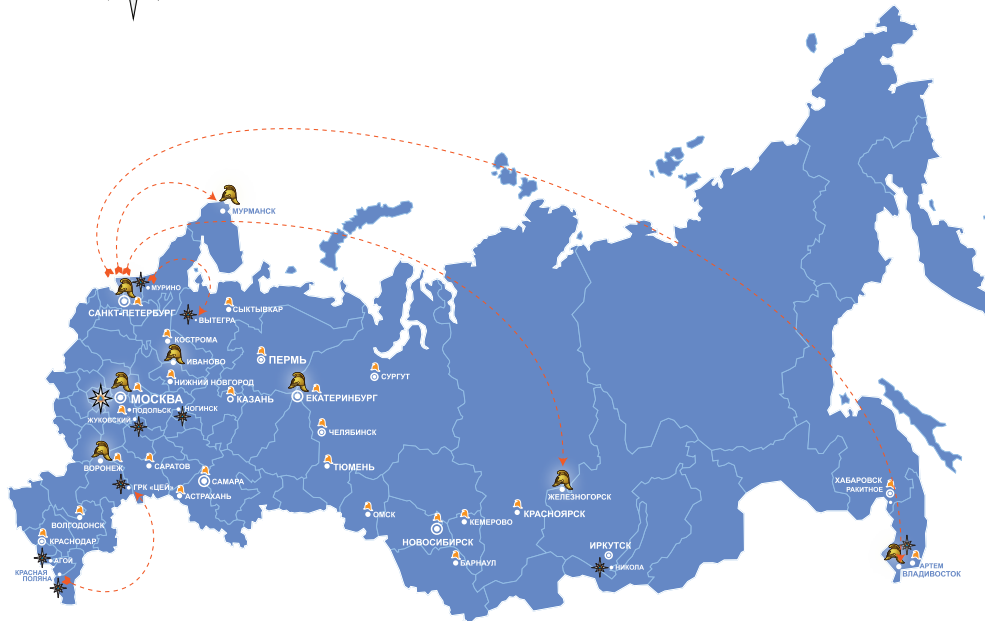 МУРМАНСК
МУРИНО
САНКТ-ПЕТЕРБУРГ
СЫКТЫВКАР
ВЫТЕГРА
КОСТРОМА
ИВАНОВО
ПЕРМЬ
НИЖНИЙ НОВГОРОД
СУРГУТ
МОСКВА
КАЗАНЬ
ЕКАТЕРИНБУРГ
ПОДОЛЬСК
НОГИНСК
ЖУКОВСКИЙ
ЧЕЛЯБИНСК
ВОРОНЕЖ
САРАТОВ
ТЮМЕНЬ
САМАРА
ГРК «ЦЕЙ»
АСТРАХАНЬ
ЖЕЛЕЗНОГОРСК
ХАБАРОВСК
РАКИТНОЕ
ВОЛГОДОНСК
ОМСК
КЕМЕРОВО
КРАСНОЯРСК
КРАСНОДАР
НОВОСИБИРСК
ИРКУТСК
АГОЙ
БАРНАУЛ
НИКОЛА
КРАСНАЯ
ПОЛЯНА
АРТЕМ
ВЛАДИВОСТОК